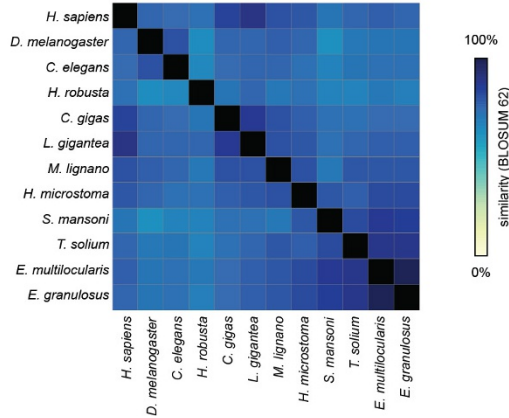 H. sapiens
D. melanogaster
C. elegans
H. robusta
C. gigas
L. gigantea
M. lignano
H. microstoma
S. mansoni
T. solium
E. multilocularis
E. granulosus
H. sapiens
D. melanogaster
C. elegans
H. robusta
C. gigas
L. gigantea
M. lignano
H. microstoma
S. mansoni
T. solium
E. multilocularis
E. granulosus
100%
similarity (BLOSUM 62)
0%